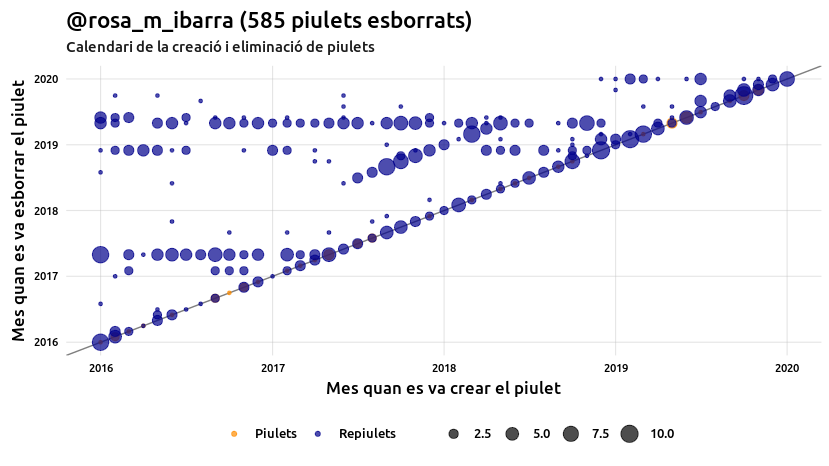 @rosa_m_ibarra (585 piulets esborrats)
Calendari de la creació i eliminació de piulets
Mes quan es va esborrar el piulet
2020
2019
2018
2017
2016
2016 2017 2018 2019 2020
Mes quan es va crear el piulet
Piulets Repiulets 2.5 5.0 7.5 10.0